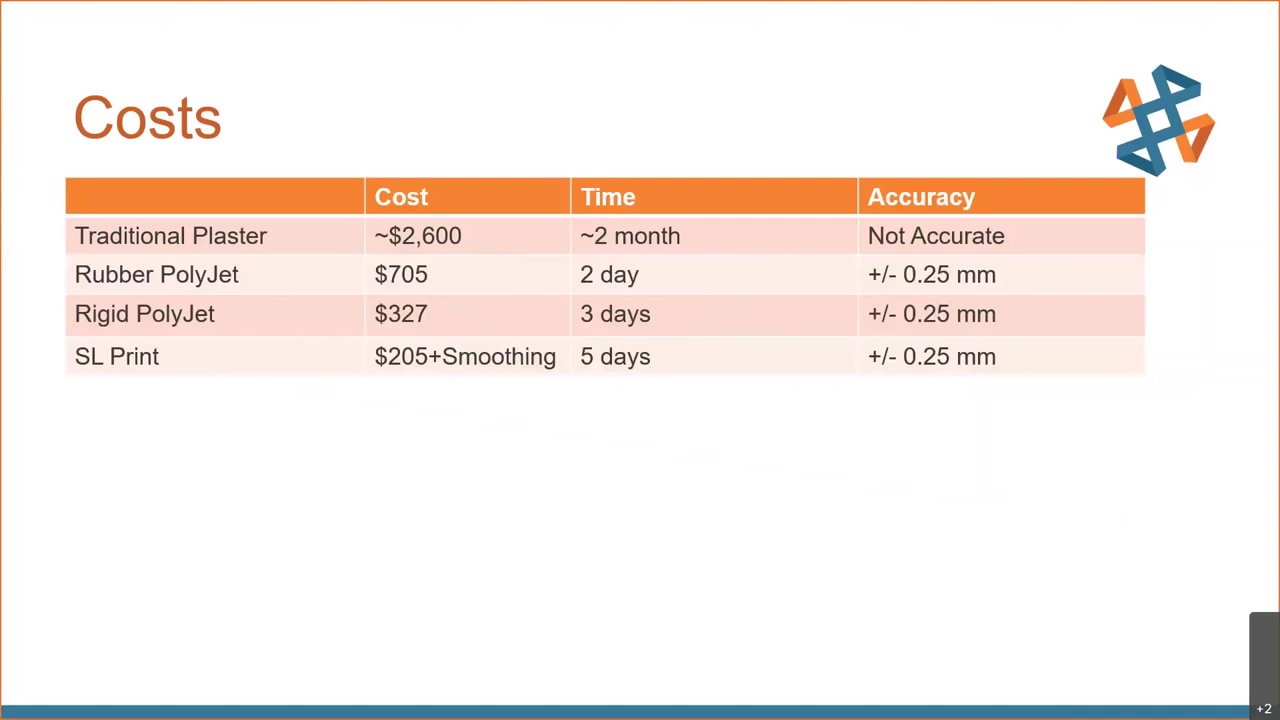 Costs
Cost Time Accuracy
Traditional Plaster ~$2,600 ~2 month Not Accurate
Rubber PolyJet $705 2 day +/- 0.25 mm
Rigid PolyJet $327 3 days +/- 0.25 mm
SL Print $205+Smoothing 5 days +/- 0.25 mm
+2